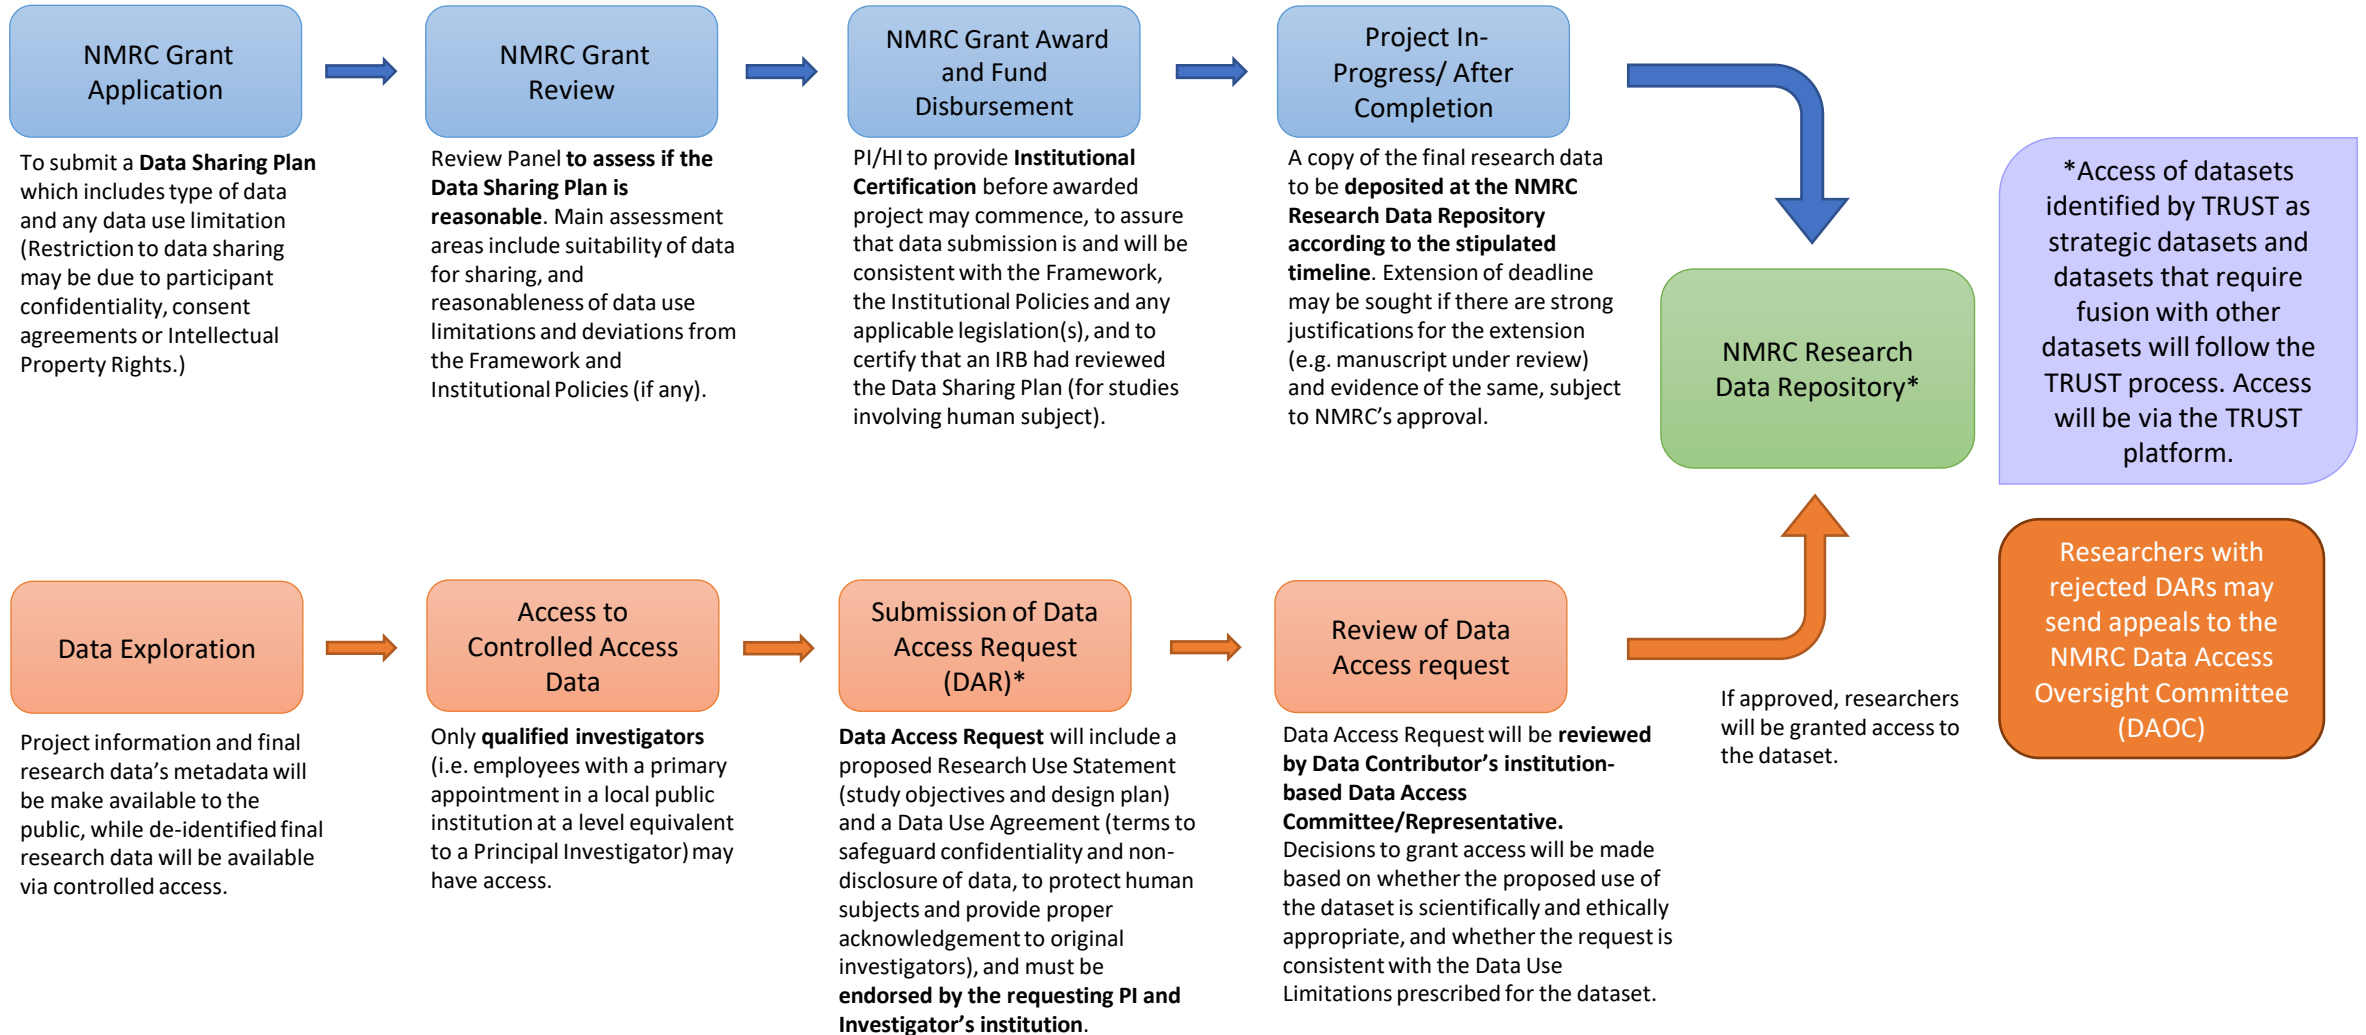 NMRC Grant
Application
NMRC Grant
Review
NMRC Grant Award
and Fund
Disbursement
Project In-
Progress/ After
Completion
To submit a Data Sharing Plan
which includes type of data
and any data use limitation
(Restriction to data sharing
may be due to participant
confidentiality, consent
agreements or Intellectual
Property Rights.)
Review Panel to assess if the
Data Sharing Plan is
reasonable. Main assessment
areas include suitability of data
for sharing, and
reasonableness of data use
limitations and deviations from
the Framework and
Institutional Policies (if any).
PI/HI to provide Institutional
Certification before awarded
project may commence, to assure
that data submission is and will be
consistent with the Framework,
the Institutional Policies and any
applicable legislation(s), and to
certify that an IRB had reviewed
the Data Sharing Plan (for studies
involving human subject).
A copy of the final research data
to be deposited at the NMRC
Research Data Repository
according to the stipulated
timeline. Extension of deadline
may be sought if there are strong
justifications for the extension
(e.g. manuscript under review)
and evidence of the same, subject
to NMRC’s approval.
NMRC Research
Data Repository*
*Access of datasets
identified by TRUST as
strategic datasets and
datasets that require
fusion with other
datasets will follow the
TRUST process. Access
will be via the TRUST
platform.
Data Exploration
Access to
Controlled Access
Data
Submission of Data
Access Request
(DAR)*
Review of Data
Access request
Project information and final
research data’s metadata will
be make available to the
public, while de-identified final
research data will be available
via controlled access.
Only qualified investigators
(i.e. employees with a primary
appointment in a local public
institution at a level equivalent
to a Principal Investigator) may
have access.
Data Access Request will include a
proposed Research Use Statement
(study objectives and design plan)
and a Data Use Agreement (terms to
safeguard confidentiality and non-
disclosure of data, to protect human
subjects and provide proper
acknowledgement to original
investigators), and must be
endorsed by the requesting PI and
Investigator’s institution.
Data Access Request will be reviewed
by Data Contributor’s institution-
based Data Access
Committee/Representative.
Decisions to grant access will be made
based on whether the proposed use of
the dataset is scientifically and ethically
appropriate, and whether the request is
consistent with the Data Use
Limitations prescribed for the dataset.
If approved, researchers
will be granted access to
the dataset.
Researchers with
rejected DARs may
send appeals to the
NMRC Data Access
Oversight Committee
(DAOC)